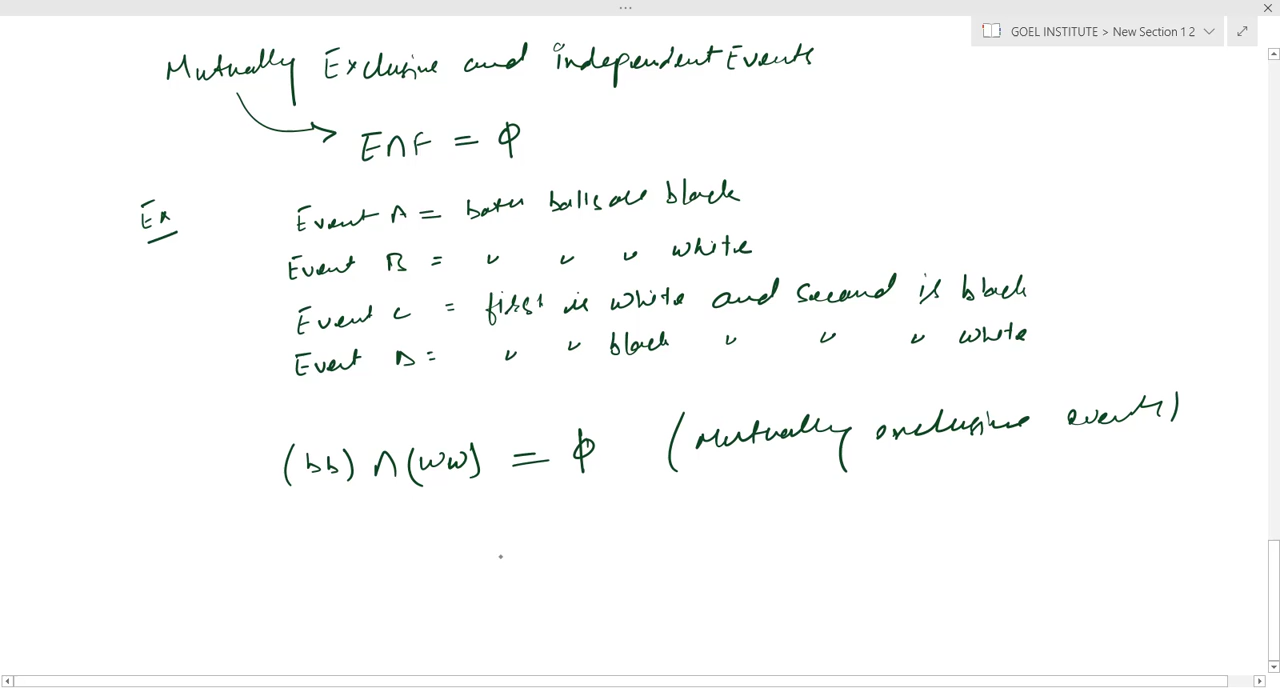 GOEL INSTITUTE > New Section 1 2
Mutually Exclusive and independent Events
E∩F = φ
Ex
Event A = both balls are black
Event B = " " " white
Event C = first is white and second is black
Event D = " " black " " " white
(bb) ∩ (ww) = φ (Mutually exclusive events)